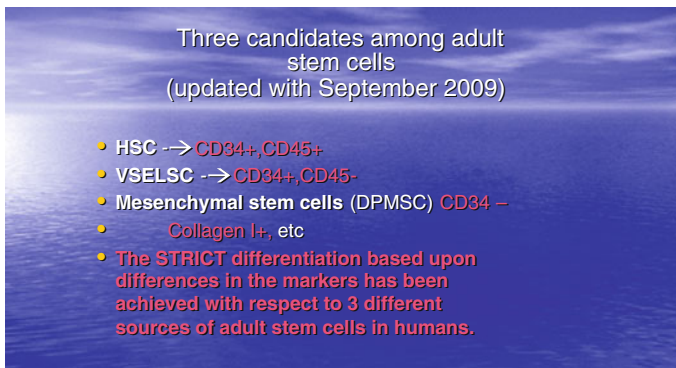 Three candidates among adult
stem cells
(updated with September 2009)
• HSC -→ CD34+,CD45+
• VSELSC -→ CD34+,CD45-
• Mesenchymal stem cells (DPMSC) CD34 –
• Collagen I+, etc
• The STRICT differentiation based upon
differences in the markers has been
achieved with respect to 3 different
sources of adult stem cells in humans.